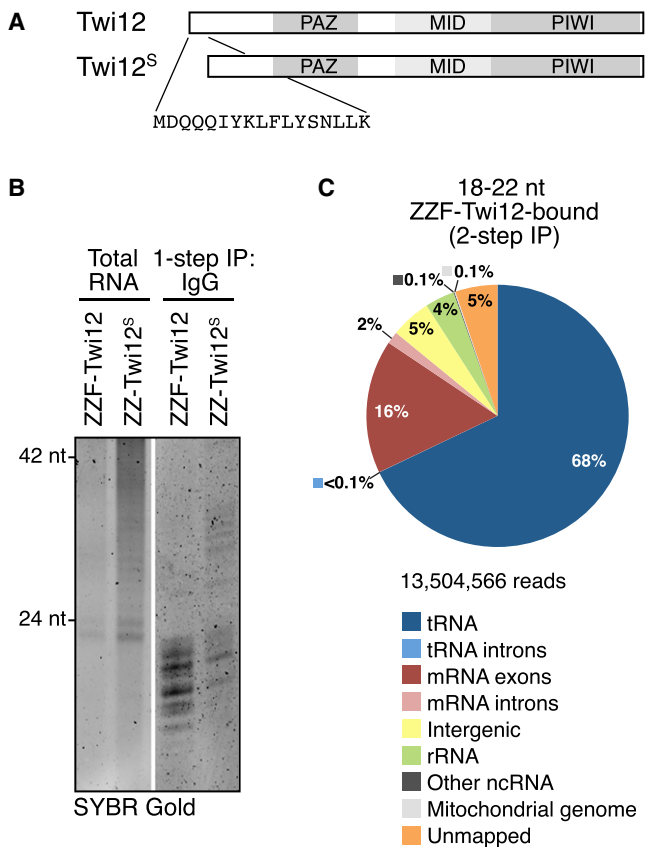 A
Twi12
PAZ MID PIWI
Twi12S
PAZ MID PIWI
MDQQQIYKLFLYSNLLK
B
Total RNA
1-step IP: IgG
ZZF-Twi12
ZZ-Twi12S
ZZF-Twi12
ZZ-Twi12S
42 nt
24 nt
SYBR Gold
C
18-22 nt
ZZF-Twi12-bound
(2-step IP)
0.1%
0.1%
5%
4%
5%
2%
16%
68%
<0.1%
13,504,566 reads
tRNA
tRNA introns
mRNA exons
mRNA introns
Intergenic
rRNA
Other ncRNA
Mitochondrial genome
Unmapped